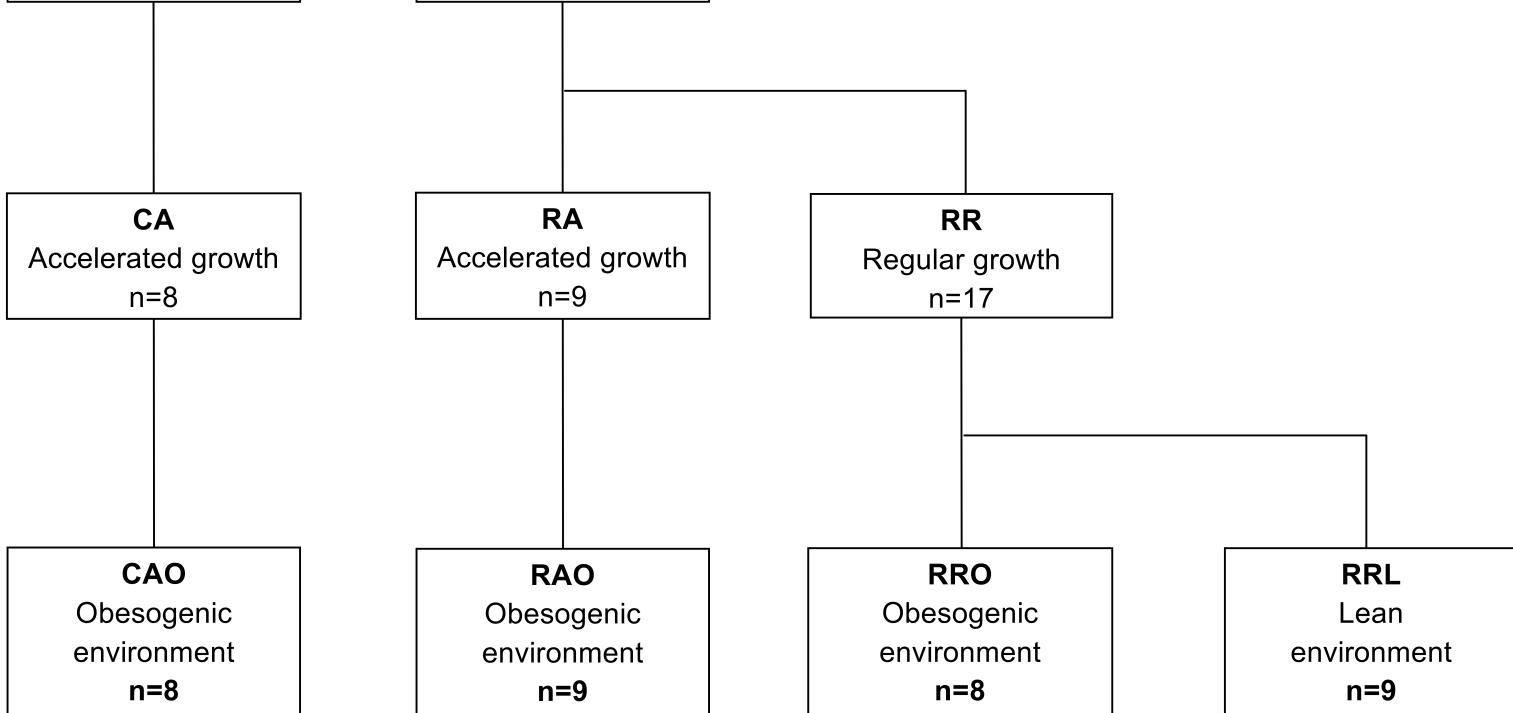 CA
Accelerated growth
n=8
RA
Accelerated growth
n=9
RR
Regular growth
n=17
CAO
Obesogenic
environment
n=8
RAO
Obesogenic
environment
n=9
RRO
Obesogenic
environment
n=8
RRL
Lean
environment
n=9